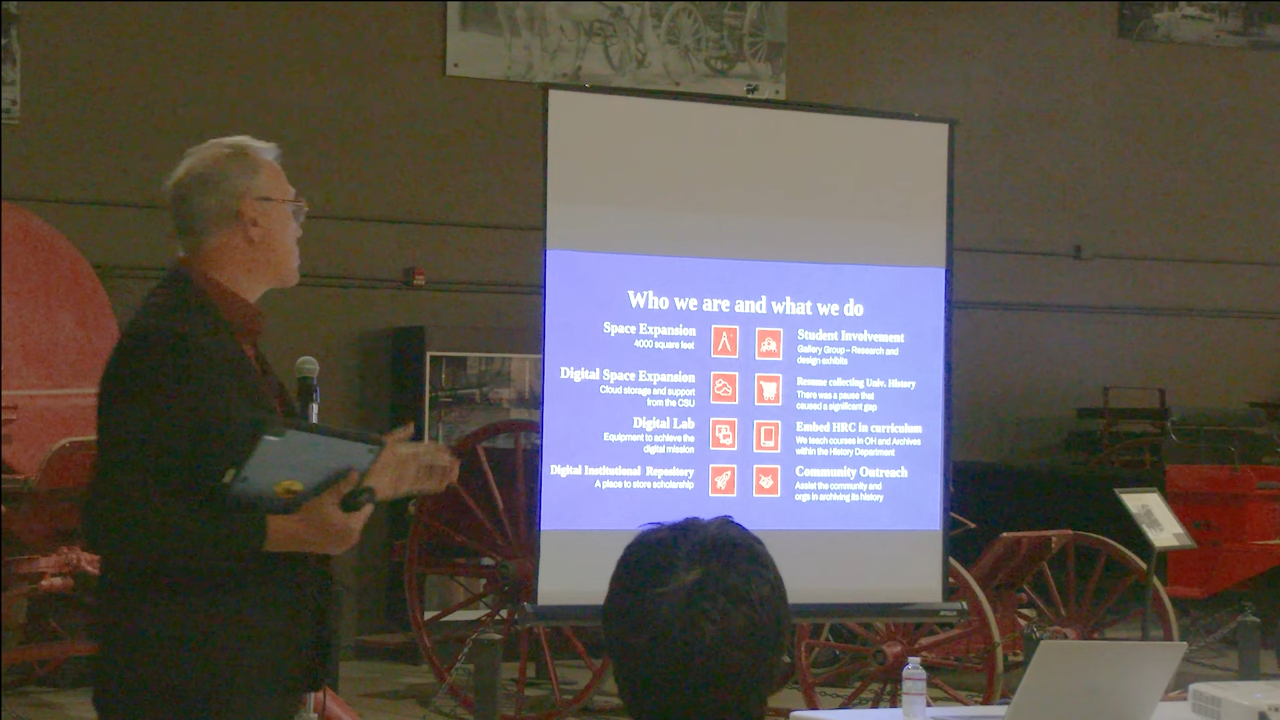 Who we are and what we do
Space Expansion
4000 square feet
Digital Space Expansion
Cloud storage and support
from the CSU
Digital Lab
Equipment to achieve the
digital mission
Digital Institutional Repository
A place to store scholarship
Student Involvement
Gallery Group – Research and
design exhibits
Resume collecting Univ. History
There was a pause that
caused a significant gap
Embed HRC in curriculum
We teach courses in OH and Archives
within the History Department
Community Outreach
Assist the community and
orgs in archiving its history